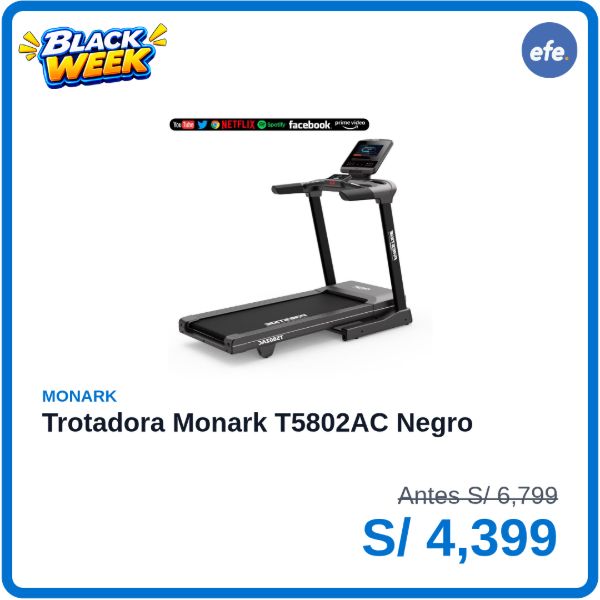 BLACK
WEEK
efe.
YouTube NETFLIX Spotify facebook prime video
MONARK
Trotadora Monark T5802AC Negro
Antes S/ 6,799
S/ 4,399